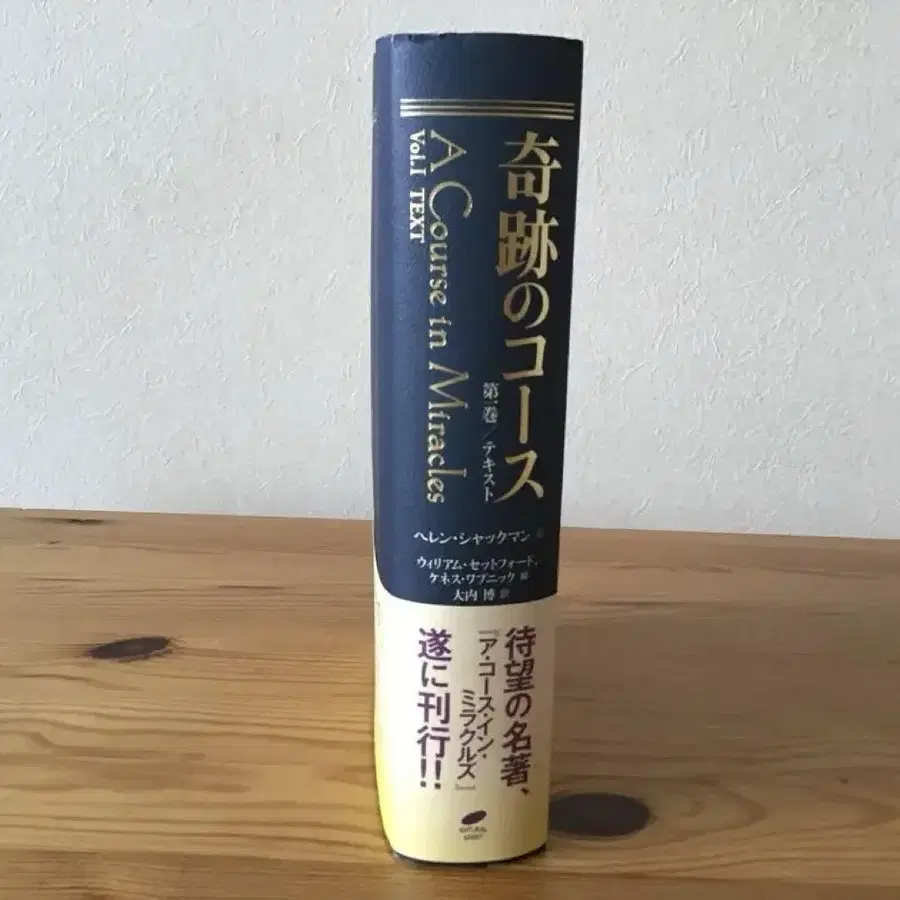 奇跡のコース
第一巻/テキスト
A Course in Miracles
Vol.I TEXT
ヘレン・シャックマン
ウィリアム・セットフォード、
ケネス・ワプニック 編
大内 博 訳
待望の名著、
『ア・コース・イン・
ミラクルズ』
遂に刊行!!
NATURAL
SPIRIT